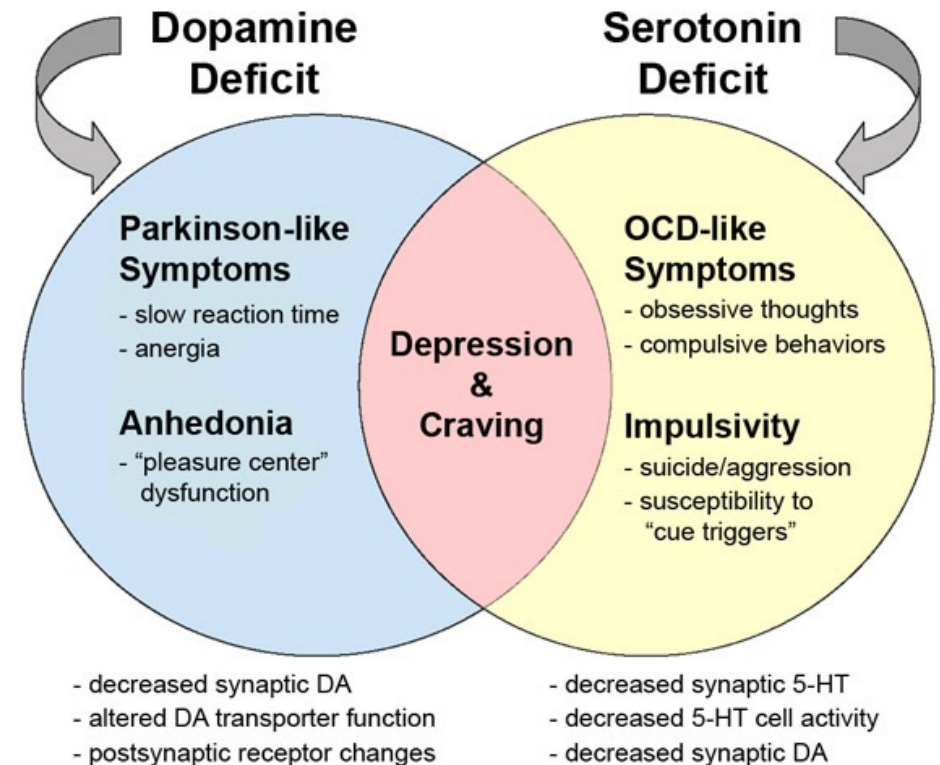 Dopamine
Deficit
Serotonin
Deficit
Parkinson-like
Symptoms
- slow reaction time
- anergia
Anhedonia
- “pleasure center”
dysfunction
Depression
&
Craving
OCD-like
Symptoms
- obsessive thoughts
- compulsive behaviors
Impulsivity
- suicide/aggression
- susceptibility to
“cue triggers”
- decreased synaptic DA
- altered DA transporter function
- postsynaptic receptor changes
- decreased synaptic 5-HT
- decreased 5-HT cell activity
- decreased synaptic DA